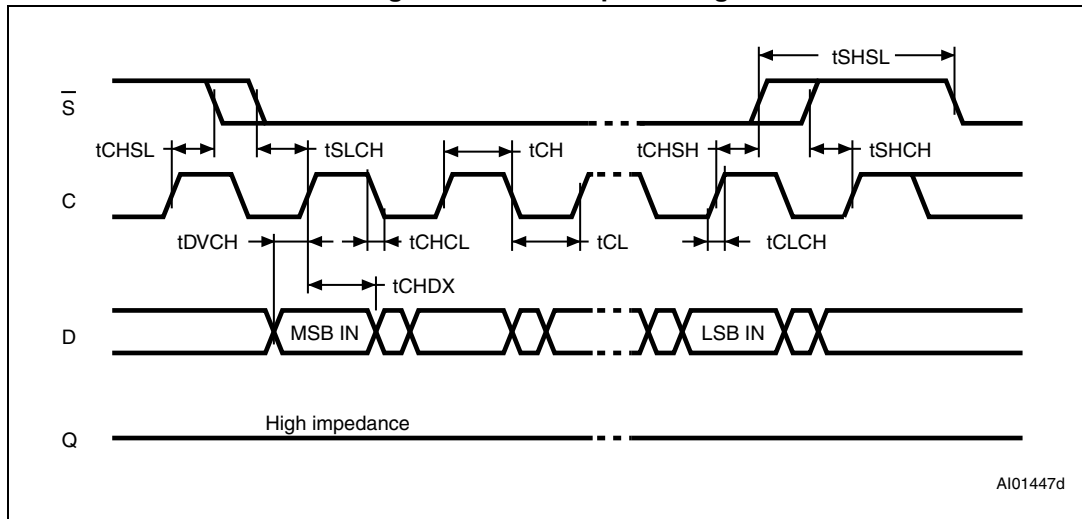 tSHSL
S
tCHSL
tSLCH
tCH
tCHSH
tSHCH
C
tDVCH
tCHCL
tCL
tCLCH
tCHDX
D
MSB IN
LSB IN
High impedance
Q
AI01447d